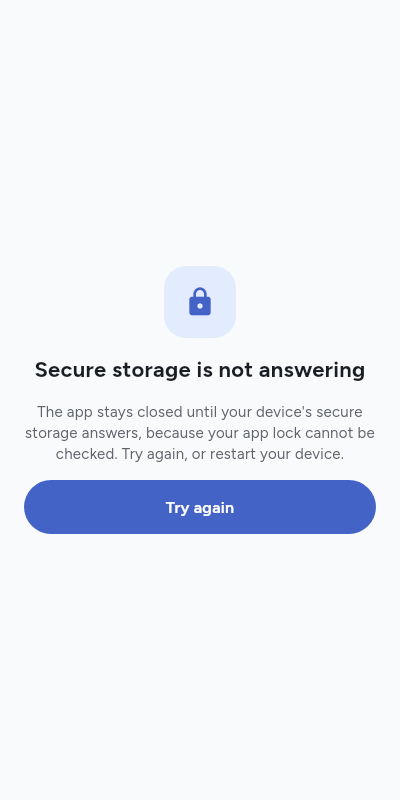 Secure storage is not answering
The app stays closed until your device's secure
storage answers, because your app lock cannot be
checked. Try again, or restart your device.
Try again